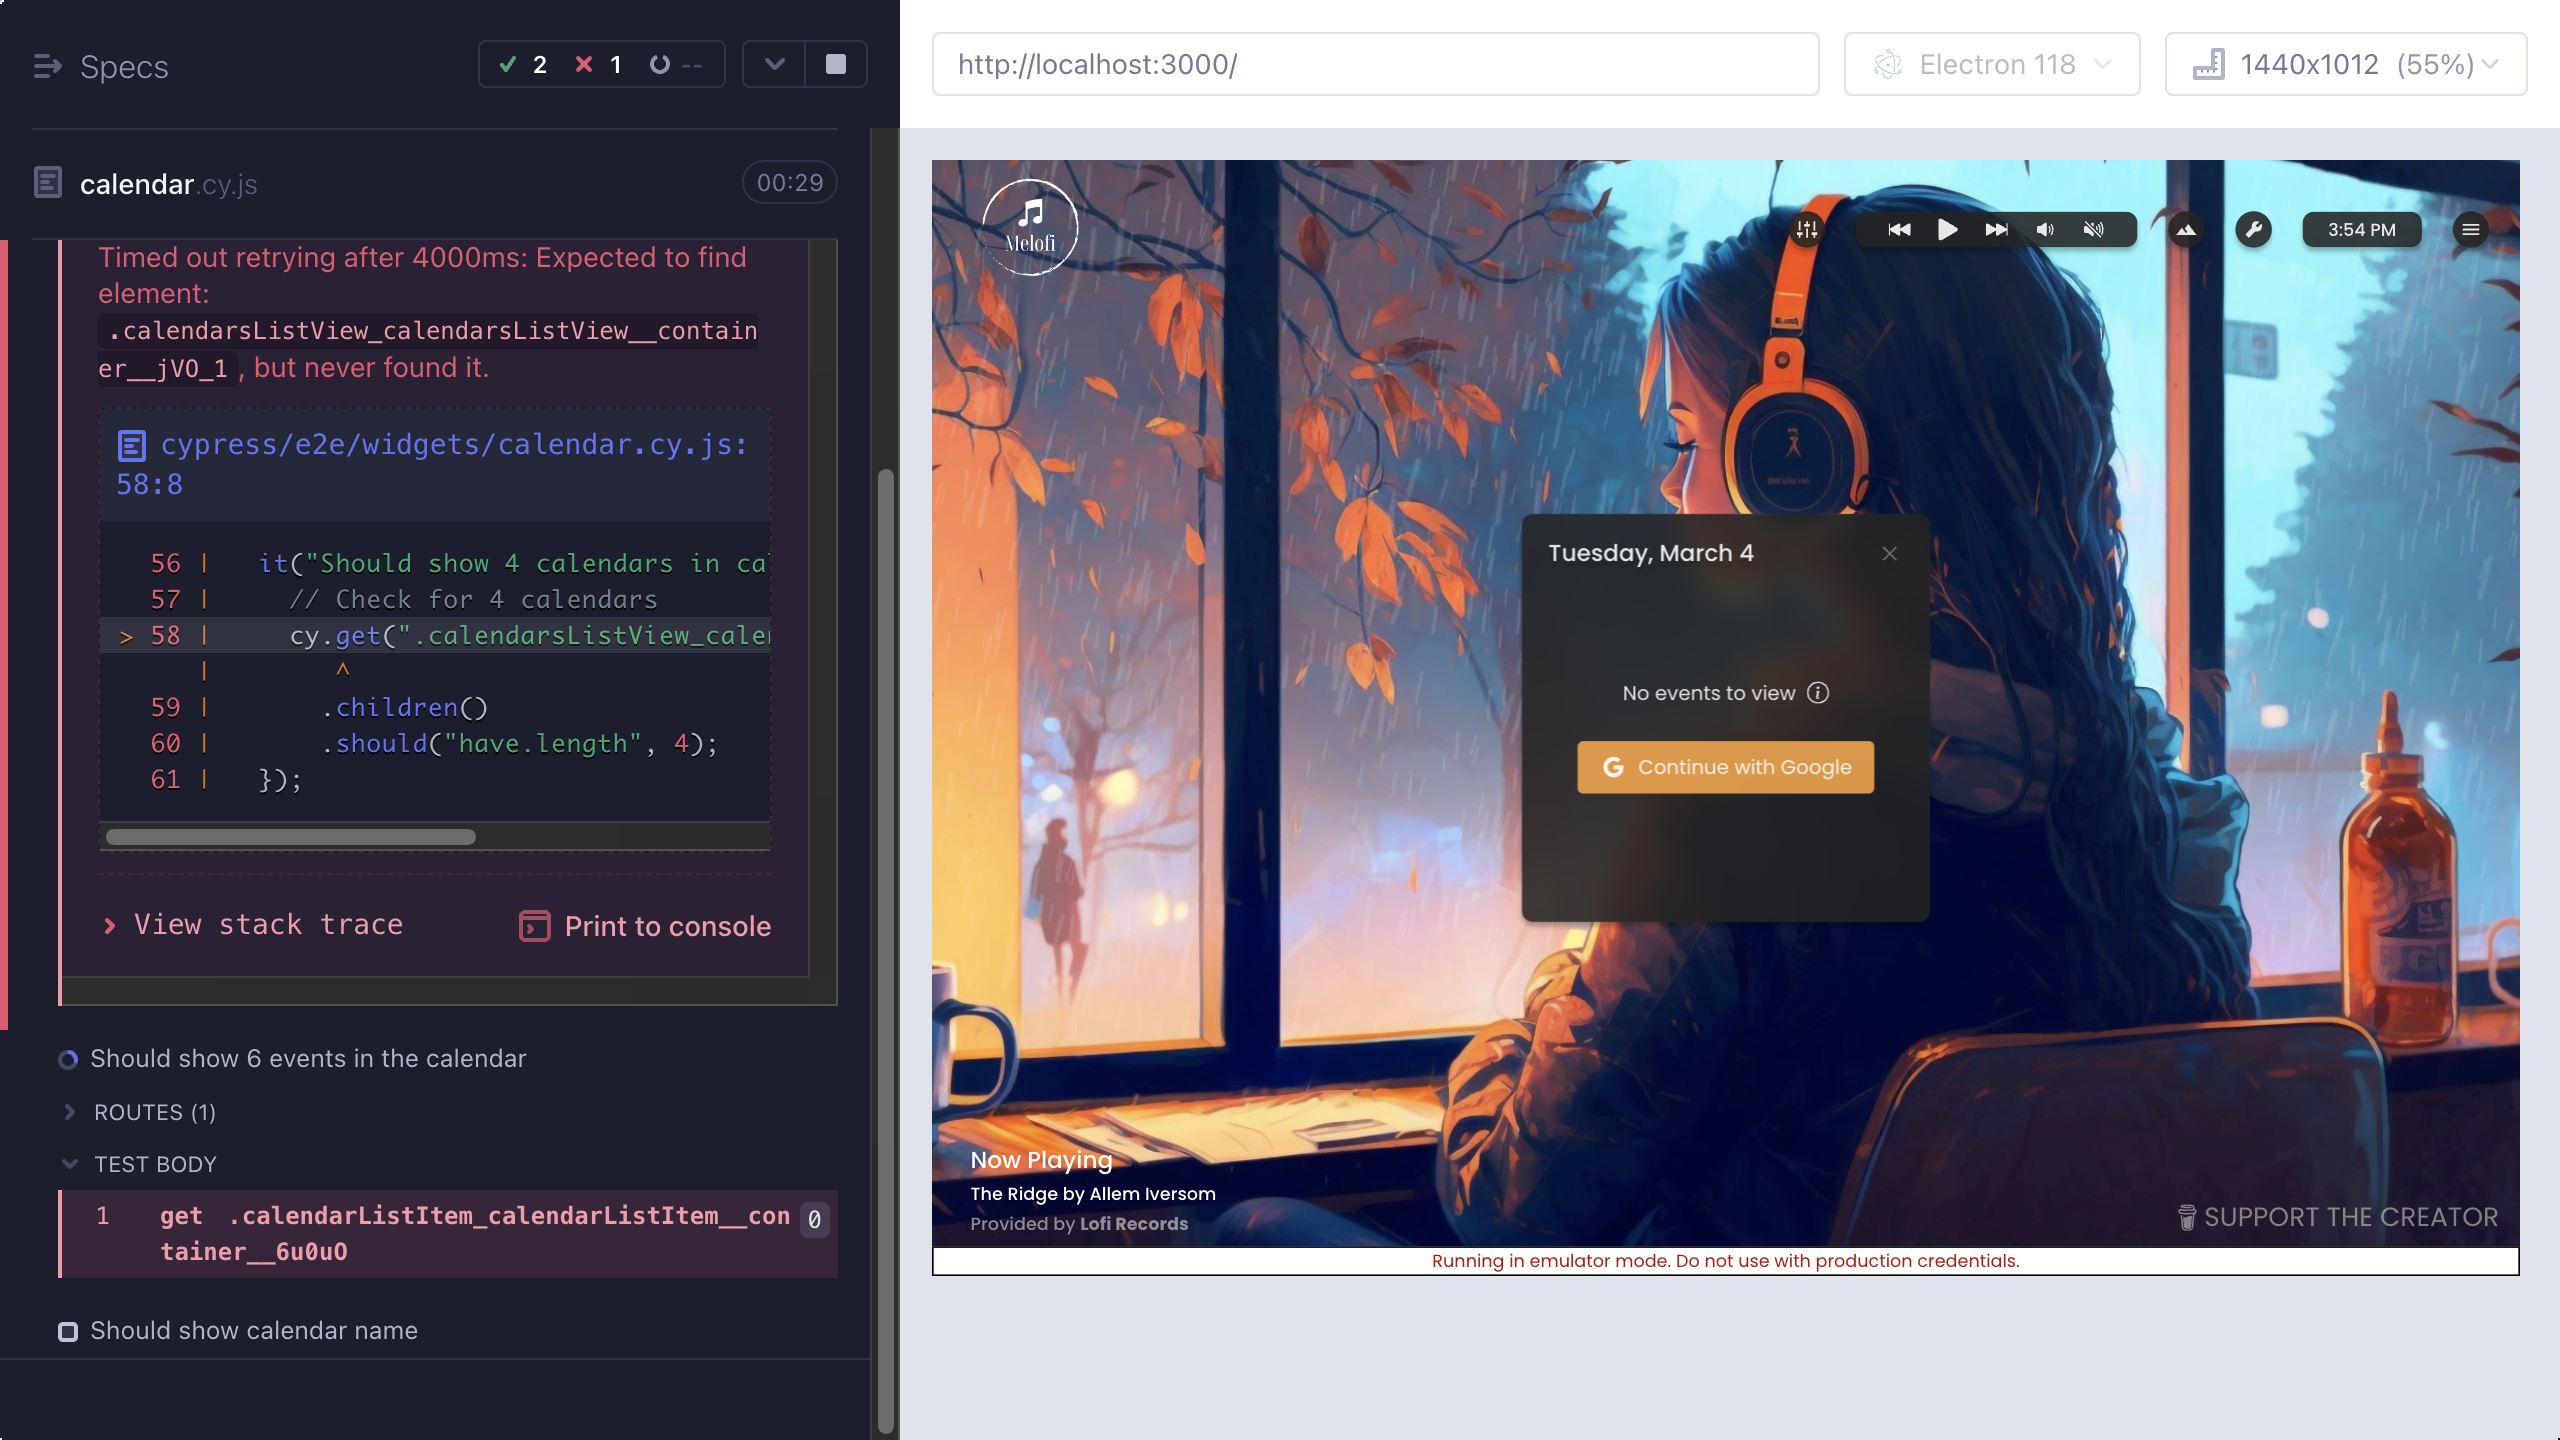 Specs
2
1
--
http://localhost:3000/
Electron 118
1440x1012 (55%)
calendar.cy.js
00:29
Timed out retrying after 4000ms: Expected to find
element:
.calendarsListView_calendarsListView__contain
er__jVO_1 , but never found it.
cypress/e2e/widgets/calendar.cy.js:
58:8
56 |   it("Should show 4 calendars in ca
57 |     // Check for 4 calendars
> 58 |     cy.get(".calendarsListView_cale
|        ^
59 |       .children()
60 |       .should("have.length", 4);
61 |   });
View stack trace
Print to console
Should show 6 events in the calendar
ROUTES (1)
TEST BODY
1 get .calendarListItem_calendarListItem__con
tainer__6u0uO
0
Should show calendar name
Melofi
3:54 PM
Tuesday, March 4
No events to view
Continue with Google
Now Playing
The Ridge by Allem Iversom
Provided by Lofi Records
SUPPORT THE CREATOR
Running in emulator mode. Do not use with production credentials.